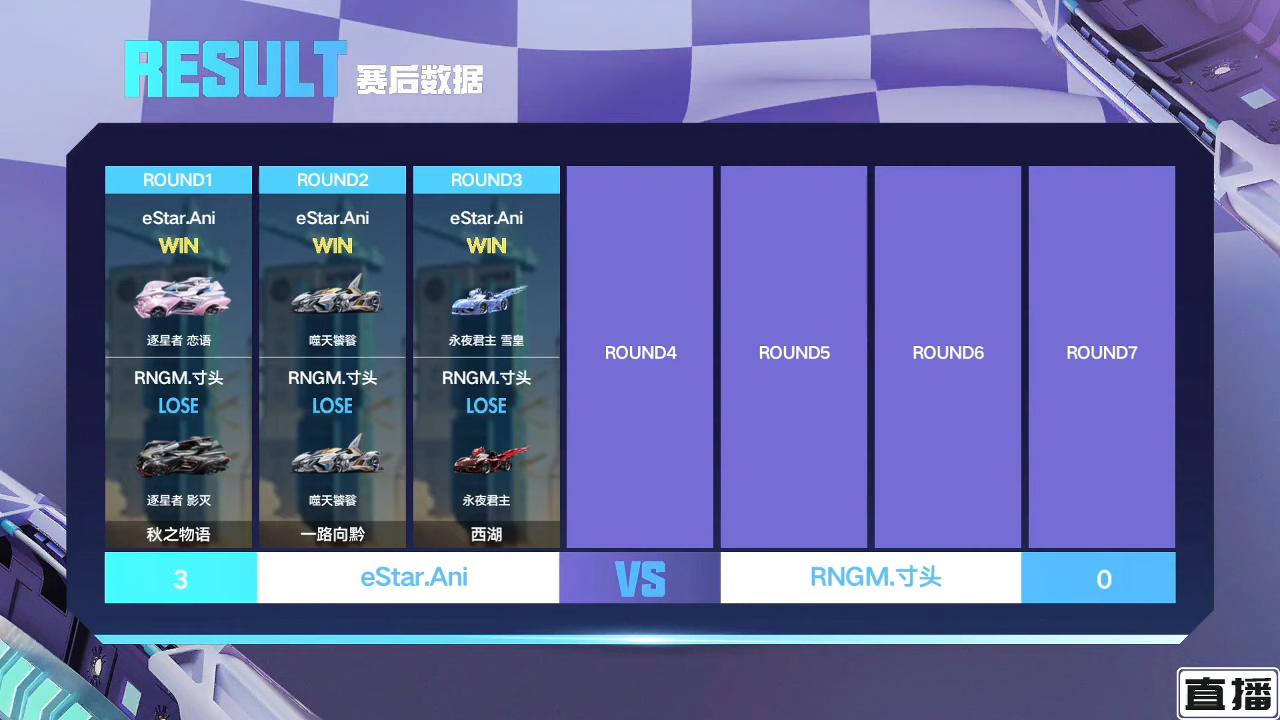 RESULT 赛后数据
ROUND1
eStar.Ani
WIN
逐星者 恋语
RNGM.寸头
LOSE
逐星者 影灭
秋之物语
ROUND2
eStar.Ani
WIN
噬天饕餮
RNGM.寸头
LOSE
噬天饕餮
一路向黔
ROUND3
eStar.Ani
WIN
永夜君主 雪皇
RNGM.寸头
LOSE
永夜君主
西湖
ROUND4
ROUND5
ROUND6
ROUND7
3 eStar.Ani VS RNGM.寸头 0
直播